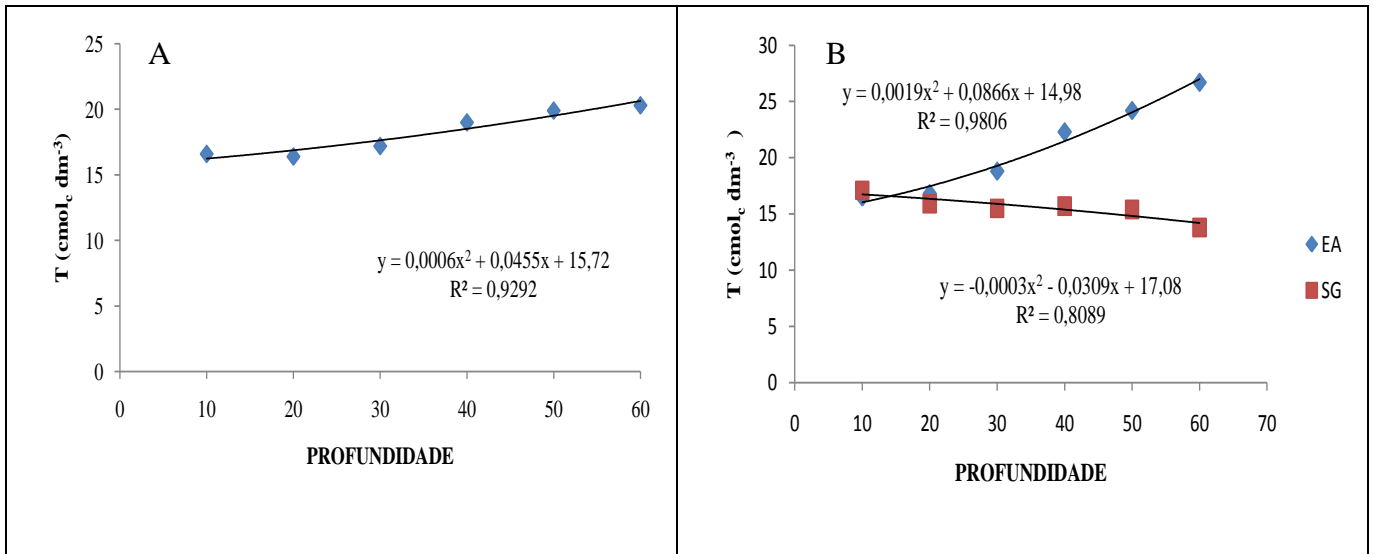 A
25
20
15
10
5
0
T (cmol_c dm⁻³)
y = 0,0006x² + 0,0455x + 15,72
R² = 0,9292
0 10 20 30 40 50 60
PROFUNDIDADE
B
30
25
20
15
10
5
0
T (cmol_c dm⁻³ )
y = 0,0019x² + 0,0866x + 14,98
R² = 0,9806
y = -0,0003x² - 0,0309x + 17,08
R² = 0,8089
EA
SG
0 10 20 30 40 50 60 70
PROFUNDIDADE